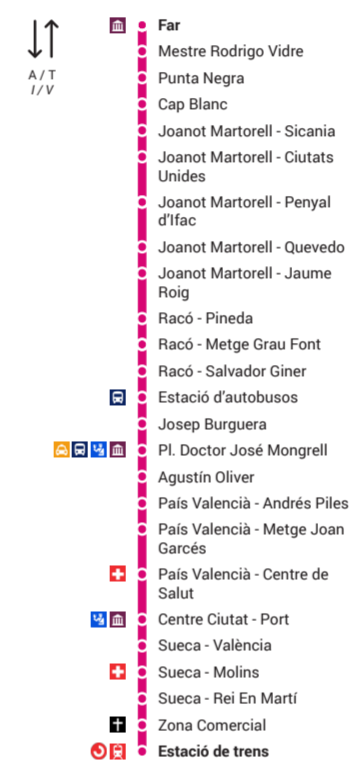 Far
A / T
I / V
Mestre Rodrigo Vidre
Punta Negra
Cap Blanc
Joanot Martorell - Sicania
Joanot Martorell - Ciutats
Unides
Joanot Martorell - Penyal
d'Ifac
Joanot Martorell - Quevedo
Joanot Martorell - Jaume
Roig
Racó - Pineda
Racó - Metge Grau Font
Racó - Salvador Giner
Estació d'autobusos
Josep Burguera
Pl. Doctor José Mongrell
Agustín Oliver
País Valencià - Andrés Piles
País Valencià - Metge Joan
Garcés
País Valencià - Centre de
Salut
Centre Ciutat - Port
Sueca - València
Sueca - Molins
Sueca - Rei En Martí
Zona Comercial
Estació de trens